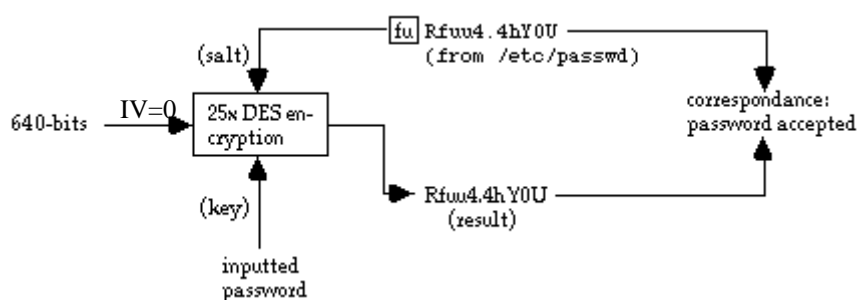 fu Rfuu4.4hY0U
(from /etc/passwd)
(salt)
640-bits
IV=0
25x DES en-
cryption
correspondance:
password accepted
Rfuu4.4hY0U
(result)
(key)
inputted
password